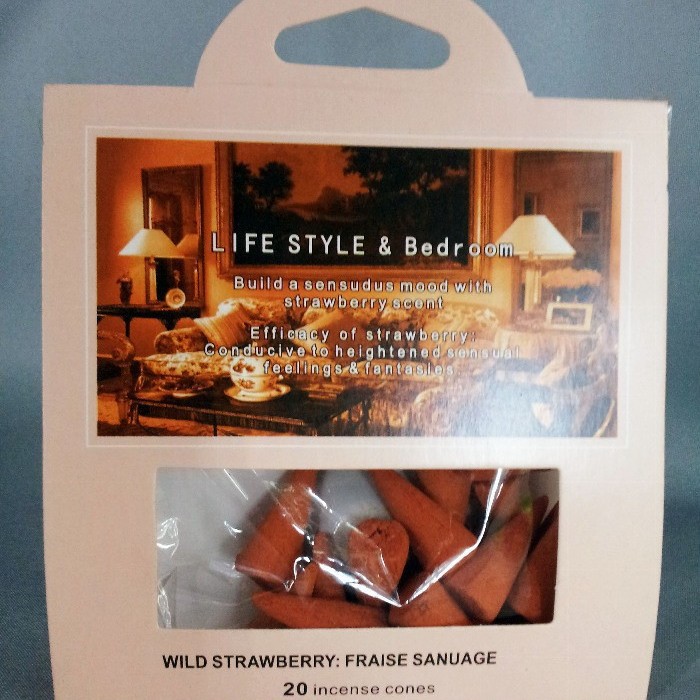 LIFE STYLE & Bedroom
Build a sensudus mood with
strawberry scent
Efficacy of strawberry:
Conducive to heightened sensual
feelings & fantasies
WILD STRAWBERRY: FRAISE SANUAGE
20 incense cones